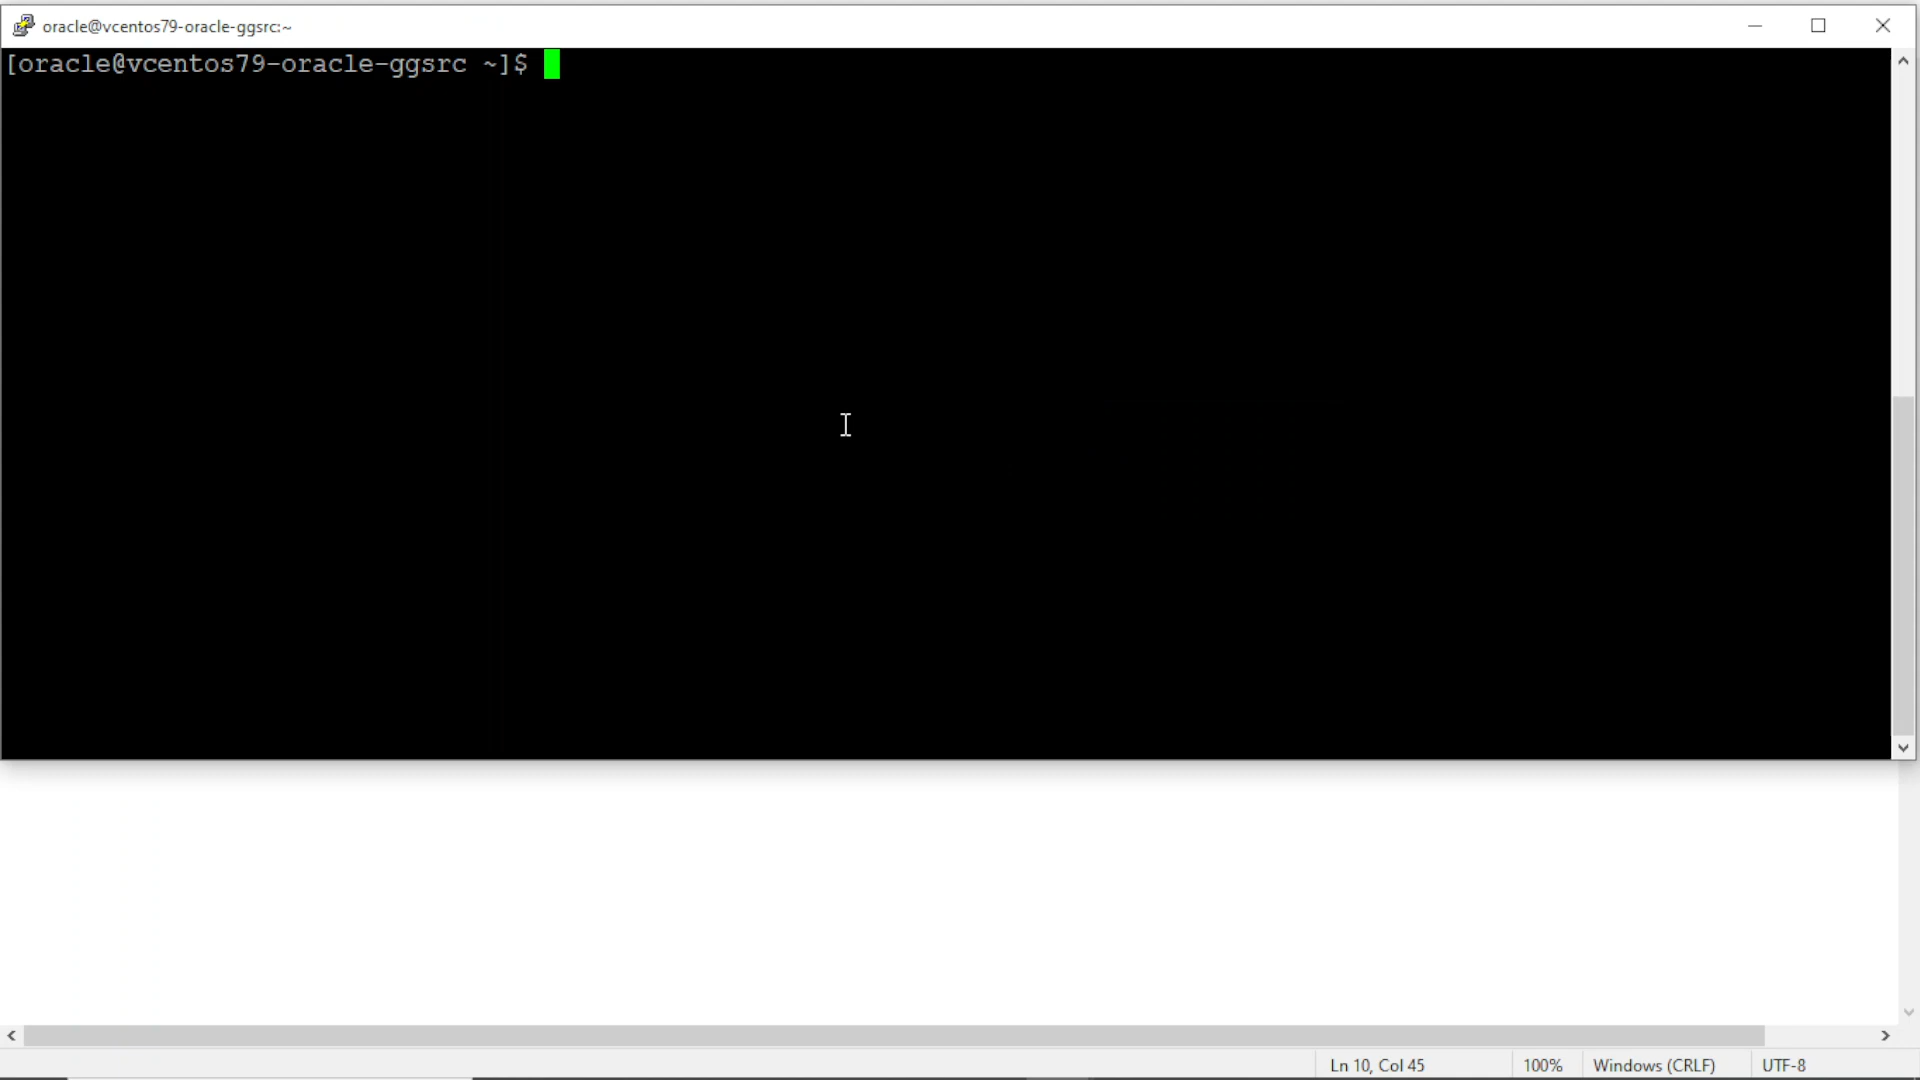 oracle@vcentos79-oracle-ggsrc:~
[oracle@vcentos79-oracle-ggsrc ~]$
Ln 10, Col 45
100%
Windows (CRLF)
UTF-8